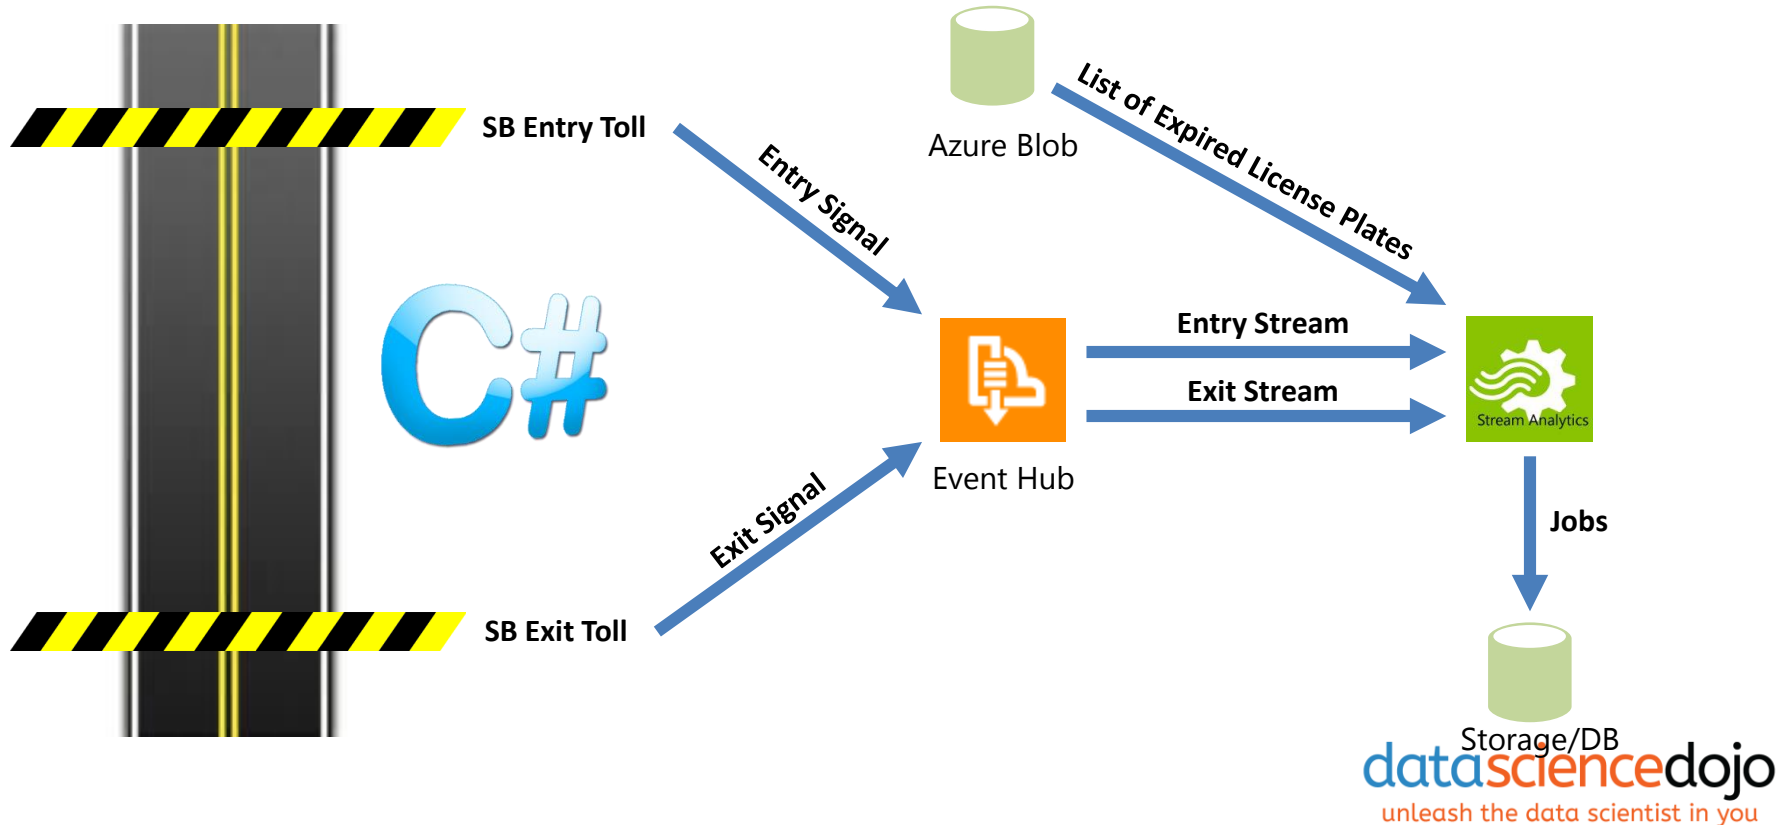 SB Entry Toll
Entry Signal
Azure Blob
List of Expired License Plates
C#
Entry Stream
Exit Stream
Stream Analytics
Event Hub
Exit Signal
Jobs
SB Exit Toll
Storage/DB
datasciencedojo
unleash the data scientist in you